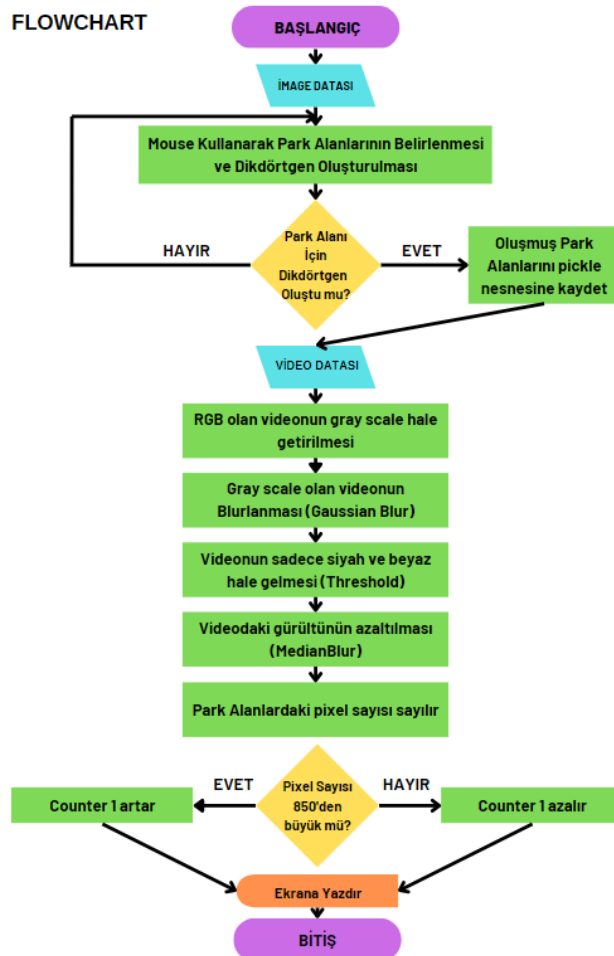 FLOWCHART
BAŞLANGIÇ
İMAGE DATASI
Mouse Kullanarak Park Alanlarının Belirlenmesi
ve Dikdörtgen Oluşturulması
HAYIR
Park Alanı
İçin
Dikdörtgen
Oluştu mu?
EVET
Oluşmuş Park
Alanlarını pickle
nesnesine kaydet
VİDEO DATASI
RGB olan videonun gray scale hale
getirilmesi
Gray scale olan videonun
Blurlanması (Gaussian Blur)
Videonun sadece siyah ve beyaz
hale gelmesi (Threshold)
Videodaki gürültünün azaltılması
(MedianBlur)
Park Alanlardaki pixel sayısı sayılır
EVET
Pixel Sayısı
850'den
büyük mü?
HAYIR
Counter 1 artar
Counter 1 azalır
Ekrana Yazdır
BİTİŞ